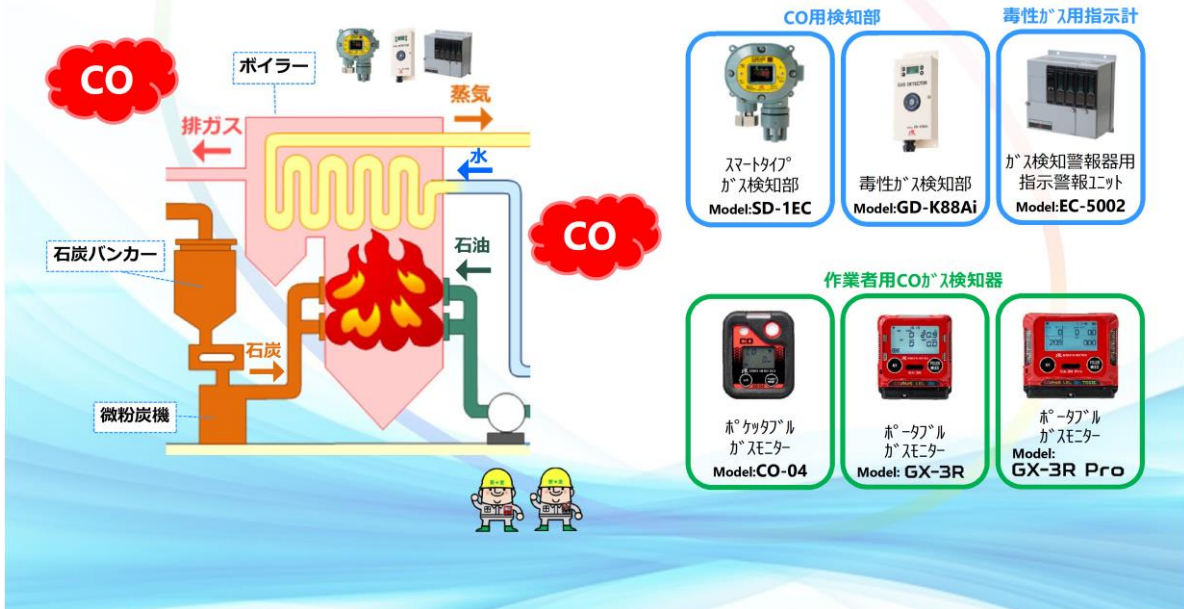 CO
ボイラー
蒸気
排ガス
水
CO
石油
石炭バンカー
石炭
微粉炭機
CO用検知部
毒性ｶﾞｽ用指示計
ｽﾏｰﾄﾀｲﾌﾟ
ｶﾞｽ検知部
Model:SD-1EC
毒性ｶﾞｽ検知部
Model:GD-K88Ai
ｶﾞｽ検知警報器用
指示警報ﾕﾆｯﾄ
Model:EC-5002
作業者用COｶﾞｽ検知器
ﾎﾟｹｯﾀﾌﾞﾙ
ｶﾞｽﾓﾆﾀｰ
Model:CO-04
ﾎﾟｰﾀﾌﾞﾙ
ｶﾞｽﾓﾆﾀｰ
Model: GX-3R
ﾎﾟｰﾀﾌﾞﾙ
ｶﾞｽﾓﾆﾀｰ
Model:
GX-3R Pro